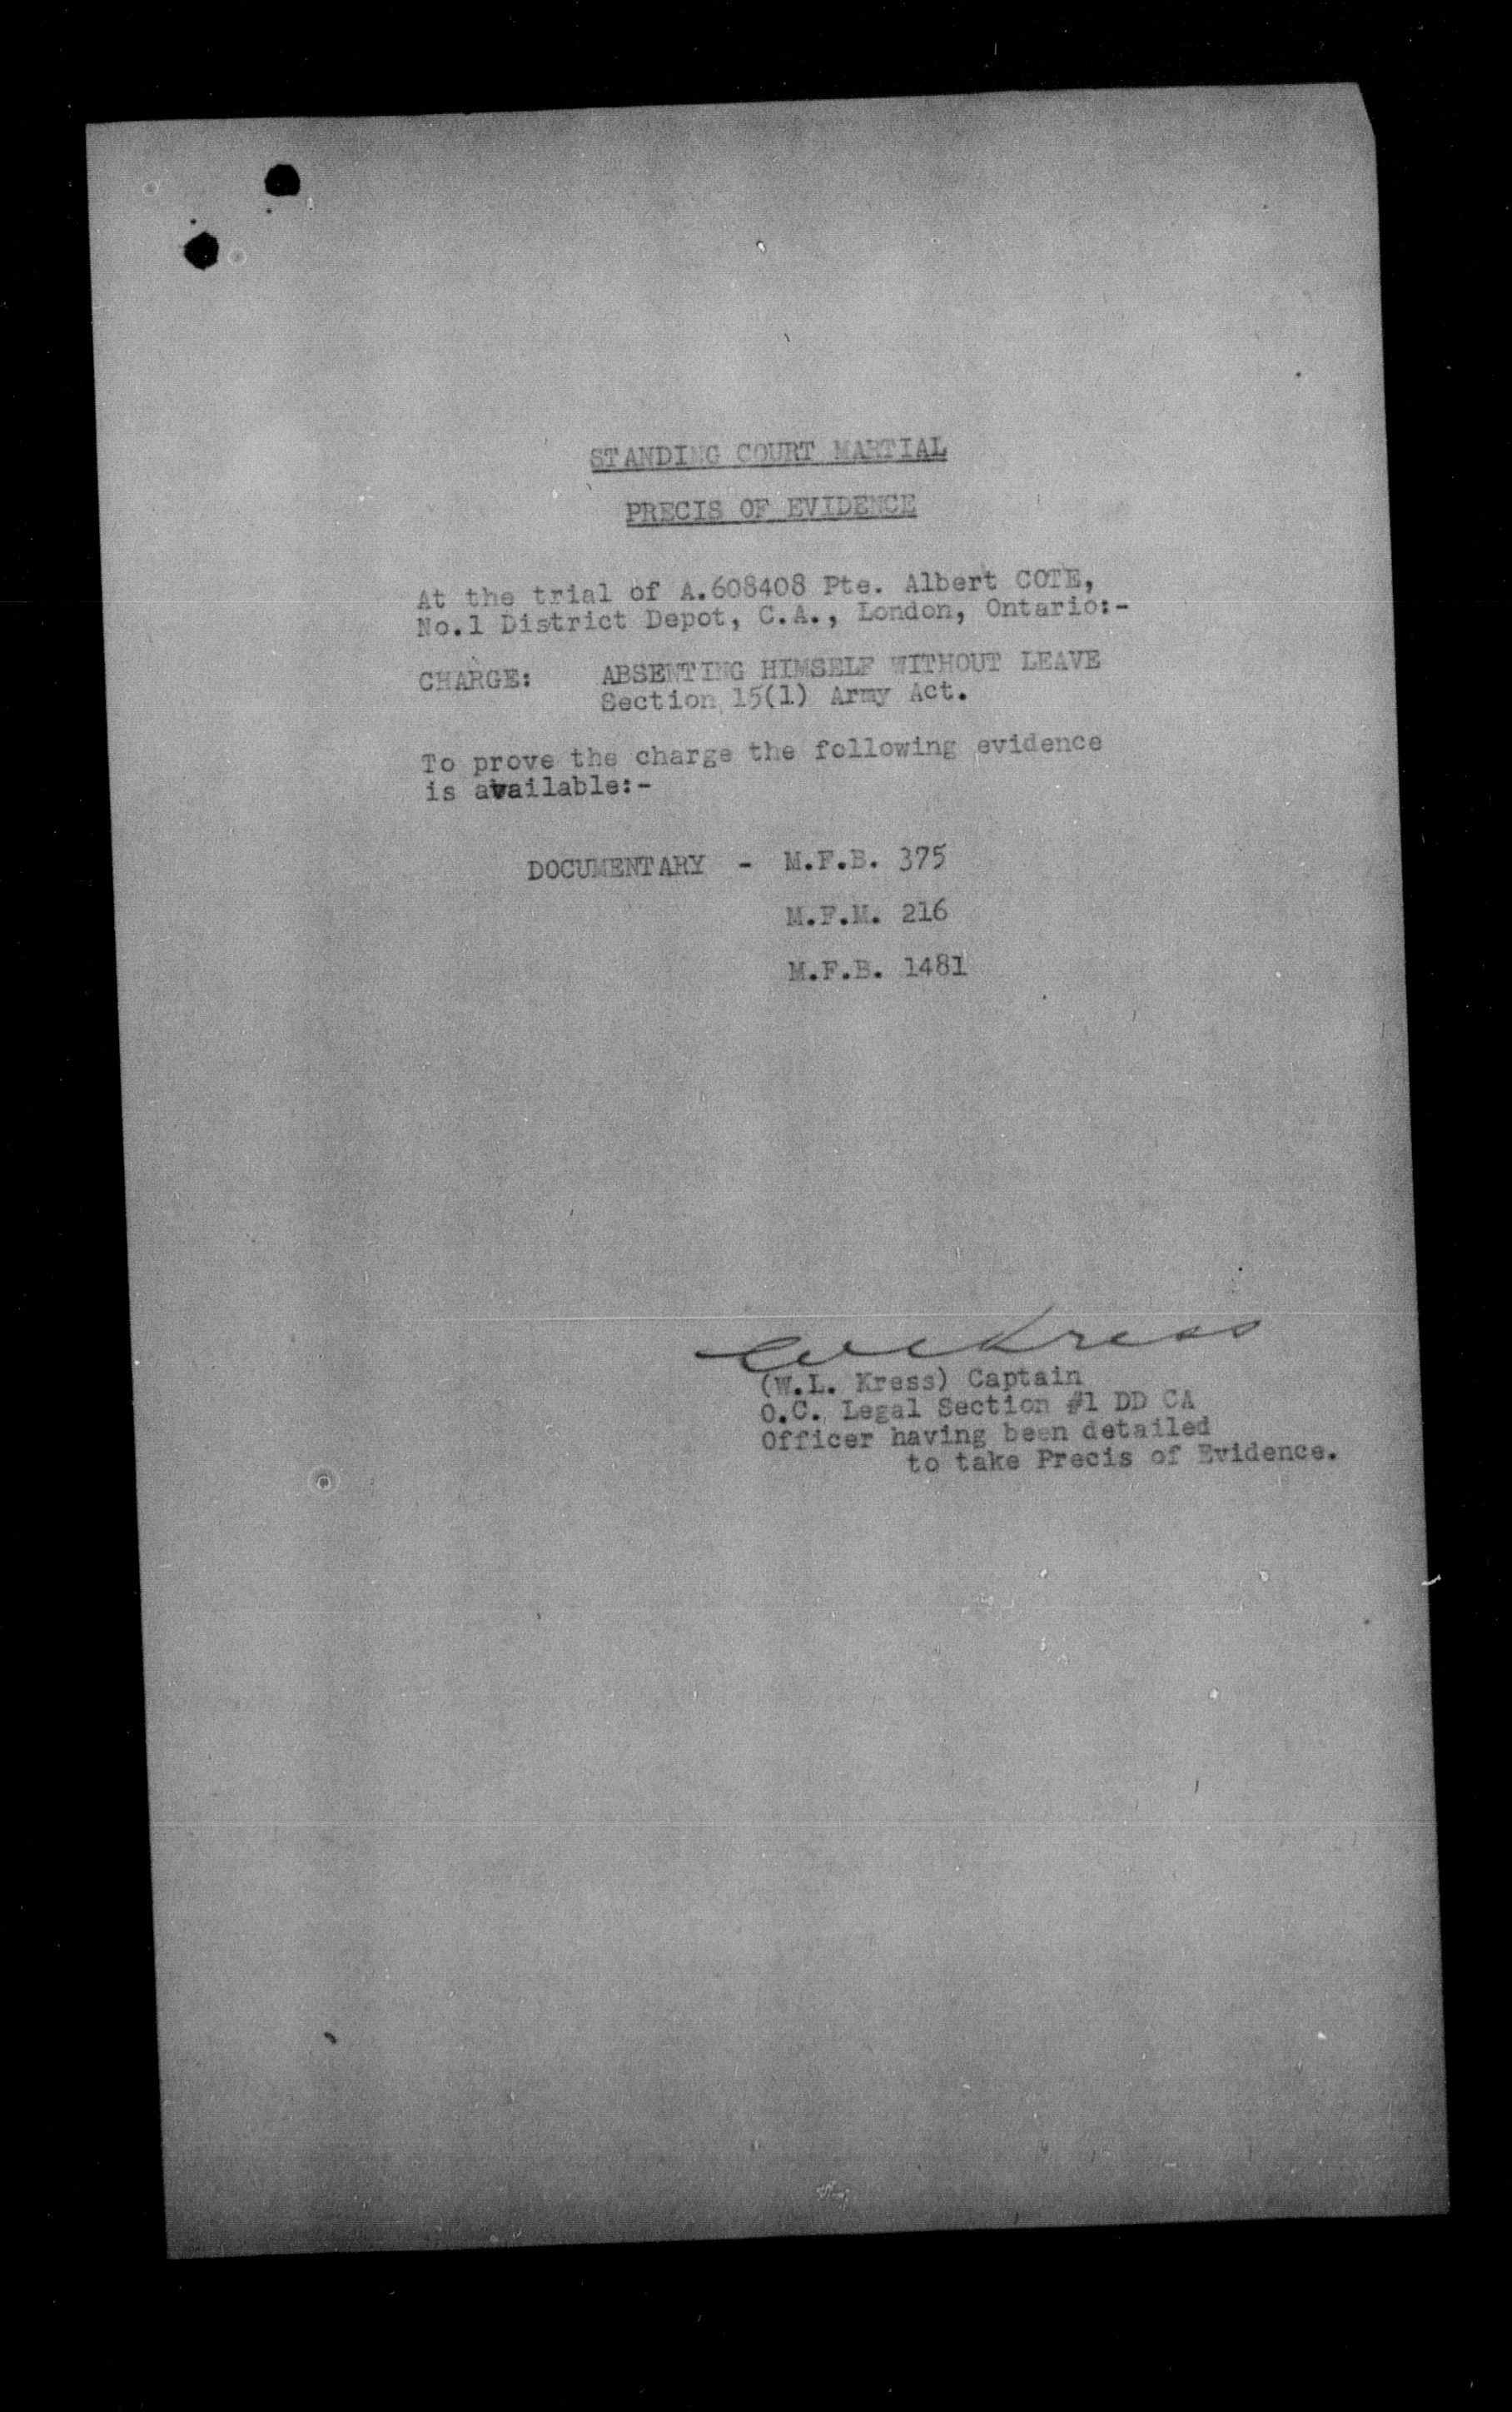 STANDING COURT MARTIAL
PRECIS OF EVIDENCE
At the trial of A.608408 Pte. Albert COTE,
No.1 District Depot, C.A., London, Ontario:-
CHARGE: ABSENTING HIMSELF WITHOUT LEAVE
Section 15(1) Army Act.
To prove the charge the following evidence
is available:-
DOCUMENTARY - M.F.B. 375
M.F.M. 216
M.F.B. 1481
WLKress
(W.L. Kress) Captain
O.C. Legal Section #1 DD CA
Officer having been detailed
to take Precis of Evidence.